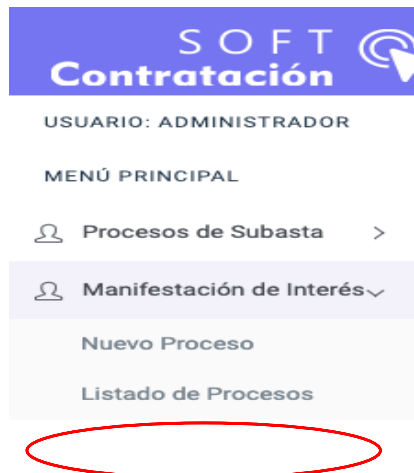 SOFT
Contratación
USUARIO: ADMINISTRADOR
MENÚ PRINCIPAL
Procesos de Subasta >
Manifestación de Interés
Nuevo Proceso
Listado de Procesos